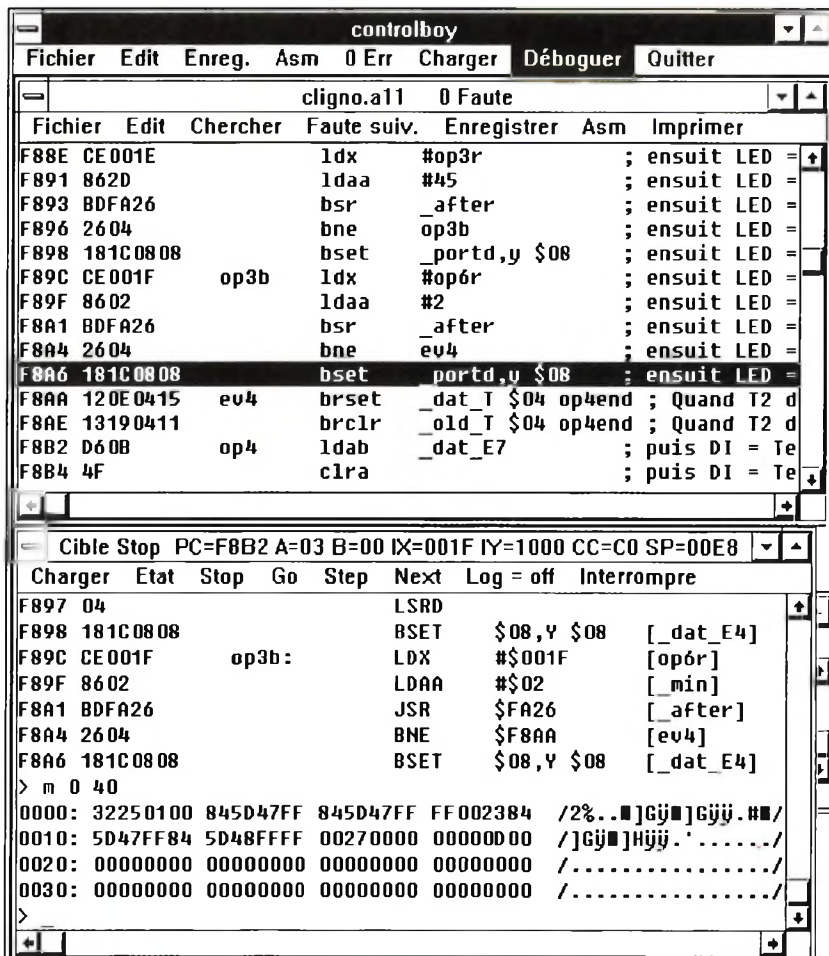 controlboy
Fichier Edit Enreg. Asm 0 Err Charger Déboguer Quitter
cligno.a11 0 Faute
Fichier Edit Chercher Faute suiv. Enregistrer Asm Imprimer
F88E CE001E ldx #op3r ; ensuit LED =
F891 862D ldaa #45 ; ensuit LED =
F893 BDFA26 bsr _after ; ensuit LED =
F896 2604 bne op3b ; ensuit LED =
F898 181C0808 bset _portd,y $08 ; ensuit LED =
F89C CE001F op3b ldx #op6r ; ensuit LED =
F89F 8602 ldaa #2 ; ensuit LED =
F8A1 BDFA26 bsr _after ; ensuit LED =
F8A4 2604 bne ev4 ; ensuit LED =
F8A6 181C0808 bset _portd,y $08 ; ensuit LED =
F8AA 120E0415 ev4 brset _dat_T $04 op4end ; Quand T2 d
F8AE 13190411 brclr _old_T $04 op4end ; Quand T2 d
F8B2 D60B op4 ldab _dat_E7 ; puis DI = Te
F8B4 4F clra ; puis DI = Te
Cible Stop PC=F8B2 A=03 B=00 IX=001F IY=1000 CC=C0 SP=00E8
Charger Etat Stop Go Step Next Log = off Interrompre
F897 04 LSRD
F898 181C0808 BSET $08,Y $08 [_dat_E4]
F89C CE001F op3b: LDX #$001F [op6r]
F89F 8602 LDAA #$02 [_min]
F8A1 BDFA26 JSR $FA26 [_after]
F8A4 2604 BNE $F8AA [ev4]
F8A6 181C0808 BSET $08,Y $08 [_dat_E4]
> m 0 40
0000: 32250100 845D47FF 845D47FF FF002384 /2%..■]Gÿ■]Gÿÿ.#■/
0010: 5D47FF84 5D48FFFF 00270000 00000D00 /]Gÿ■]Hÿÿ.'....../
0020: 00000000 00000000 00000000 00000000 /................/
0030: 00000000 00000000 00000000 00000000 /................/
> _